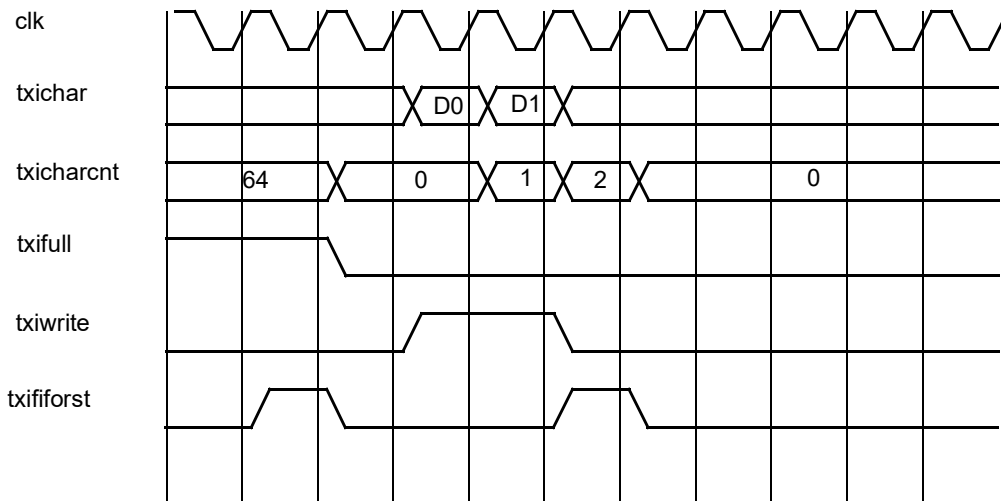 clk
txichar D0 D1
txicharcnt 64 0 1 2 0
txifull
txiwrite
txififorst